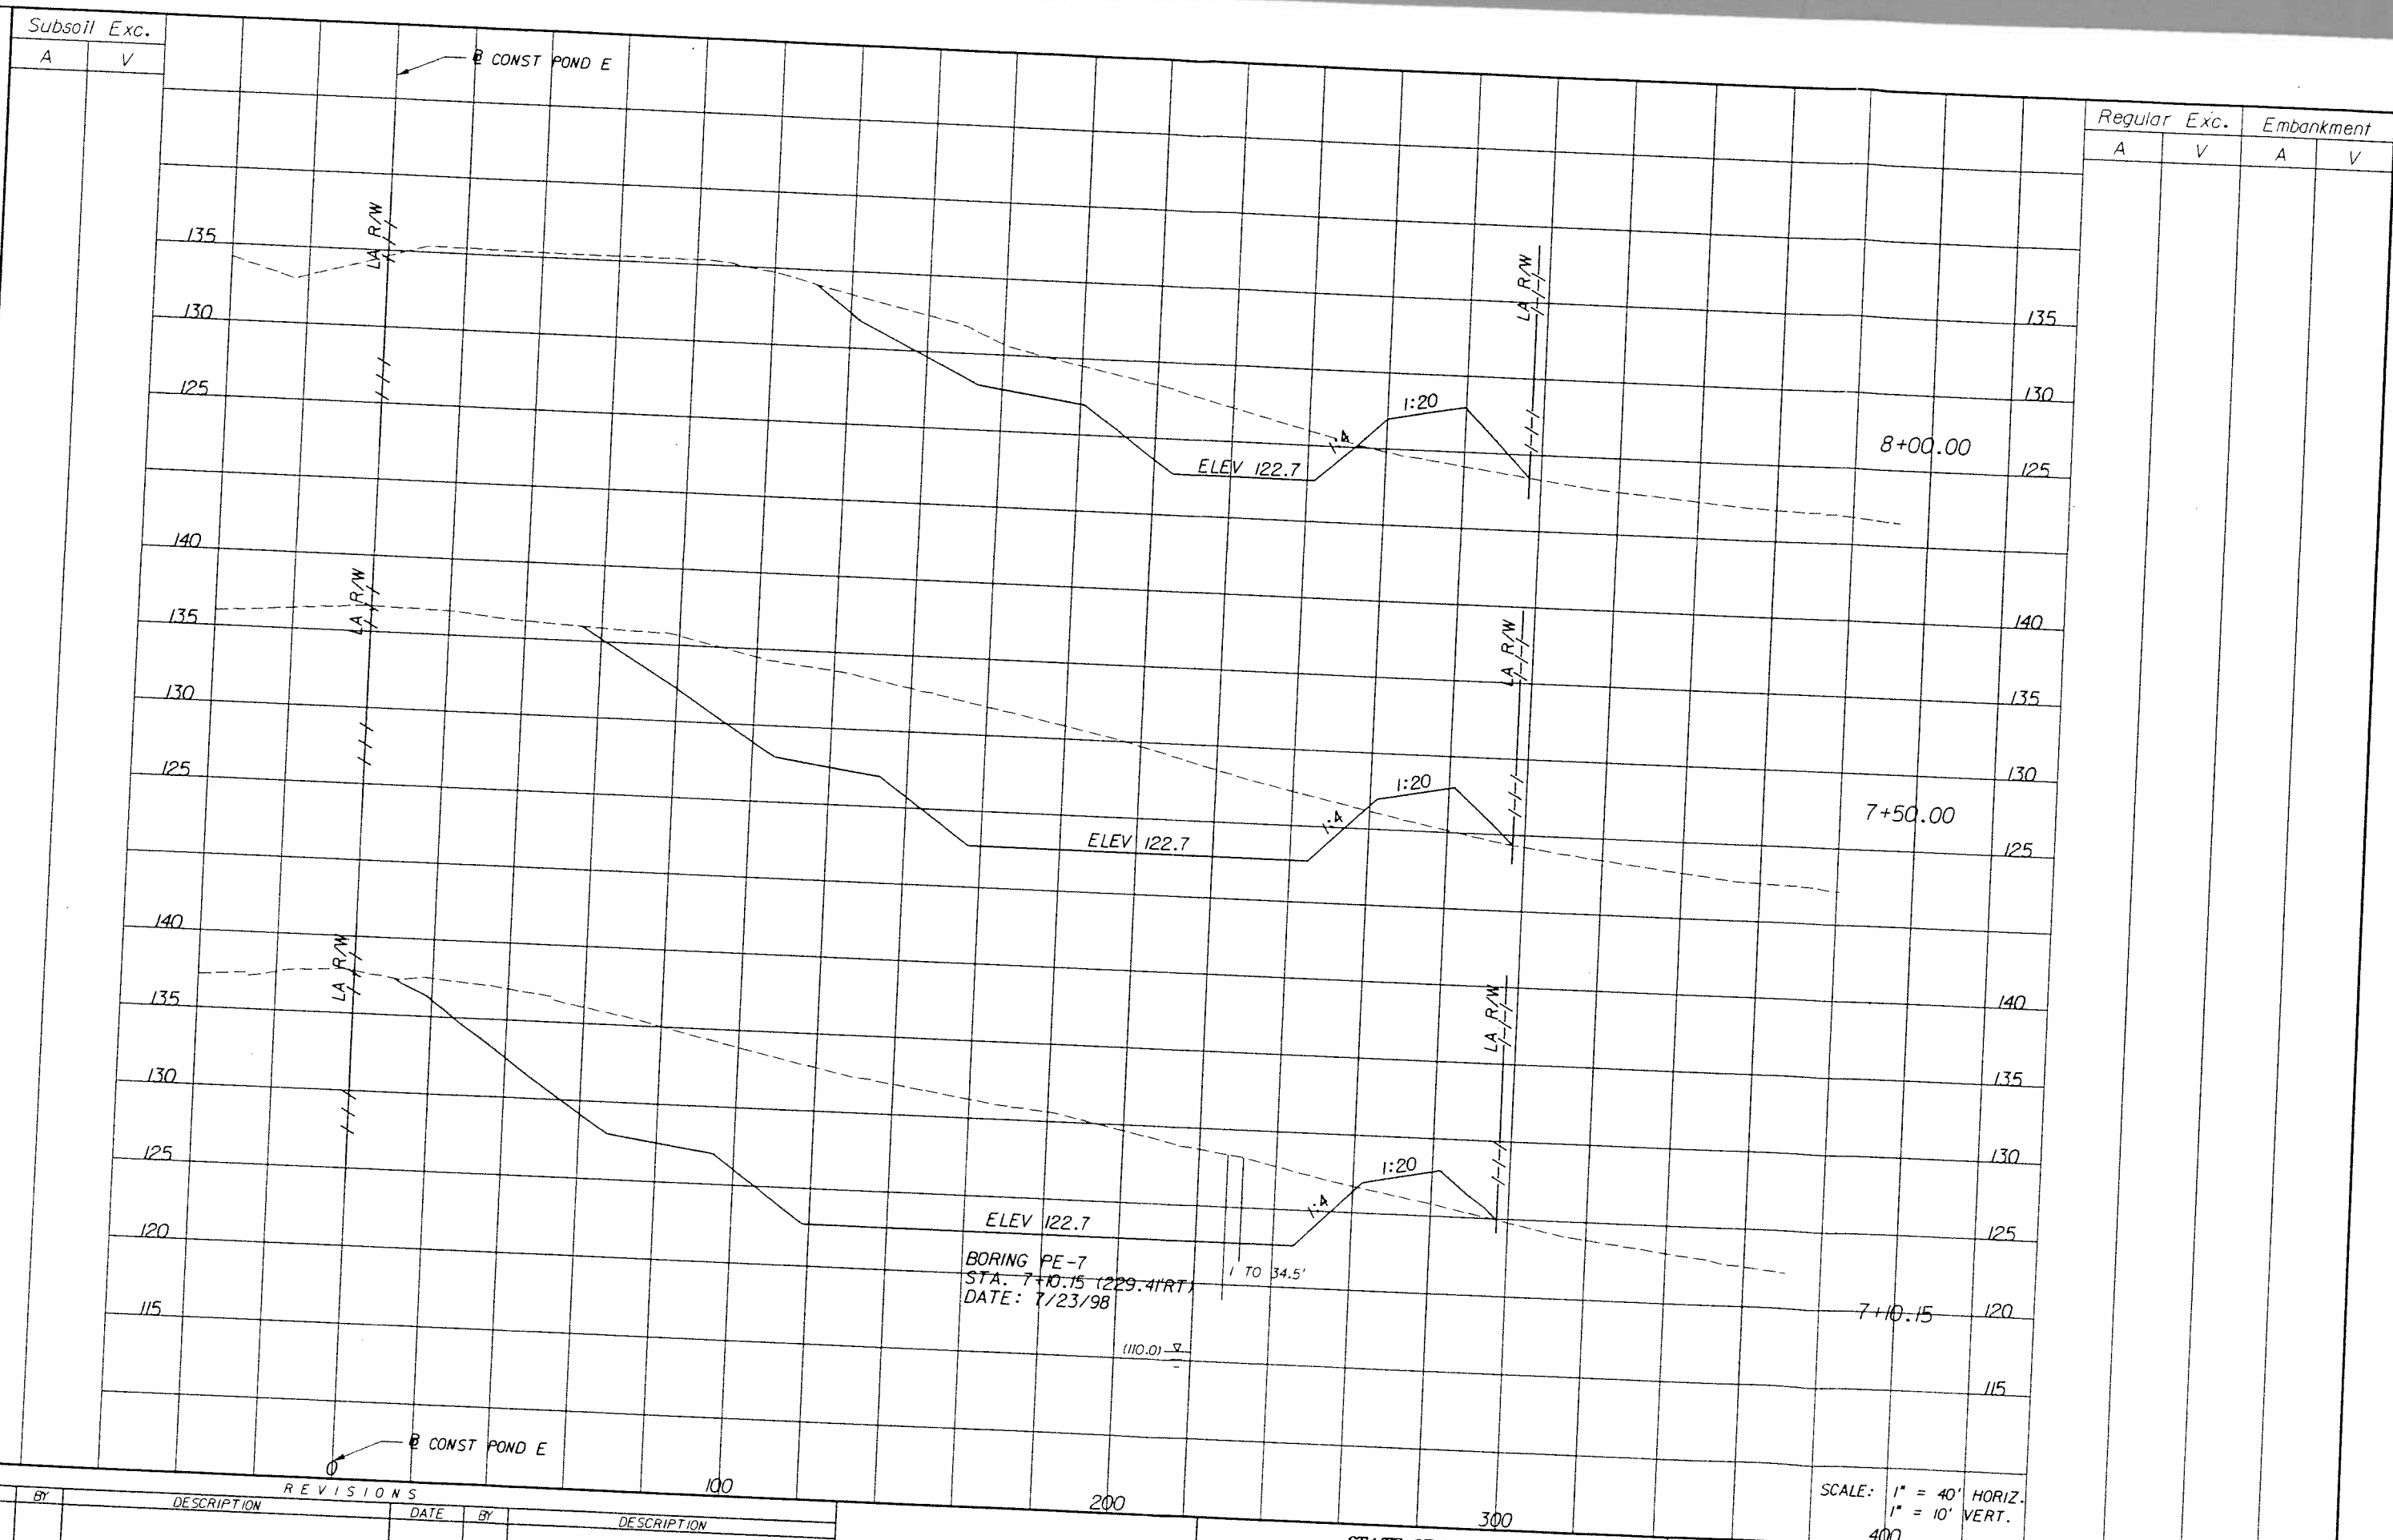 Subsoil Exc.
A V
℄ CONST POND E
Regular Exc. Embankment
A V A V
LA R/W
LA R/W
135
135
130
130
1:20
1:4
ELEV 122.7
8+00.00
125
125
140
140
LA R/W
LA R/W
135
135
130
130
1:20
1:4
ELEV 122.7
7+50.00
125
125
140
140
LA R/W
LA R/W
135
135
130
130
1:20
1:4
ELEV 122.7
125
125
BORING PE-7
STA. 7+10.15 (229.41'RT)
DATE: 7/23/98
1 TO 34.5'
7+10.15
120
120
(110.0)
115
115
℄ CONST POND E
0 100 200 300 400
SCALE: 1" = 40' HORIZ.
1" = 10' VERT.
REVISIONS
BY DESCRIPTION DATE BY DESCRIPTION